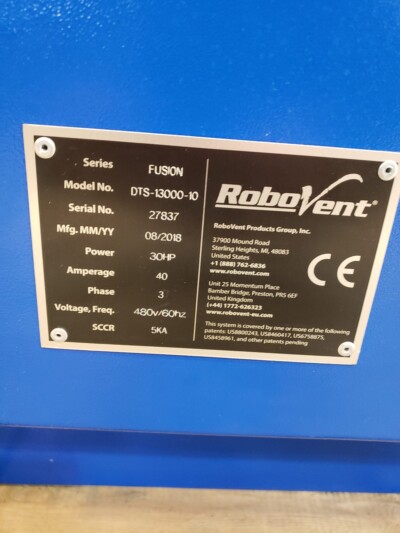 Series FUSION
Model No. DTS-13000-10
Serial No. 27837
Mfg. MM/YY 08/2018
Power 30HP
Amperage 40
Phase 3
Voltage, Freq. 480v/60hz
SCCR 5KA
RoboVent®
RoboVent Products Group, Inc.
37900 Mound Road
Sterling Heights, MI, 48083
United States
+1 (888) 762-6836
www.robovent.com
CE
Unit 25 Momentum Place
Bamber Bridge, Preston, PR5 6EF
United Kingdom
(+44) 1772-626323
www.robovent-eu.com
This system is covered by one or more of the following
patents: US8800243, US8460417, US6758875,
US8458961, and other patents pending